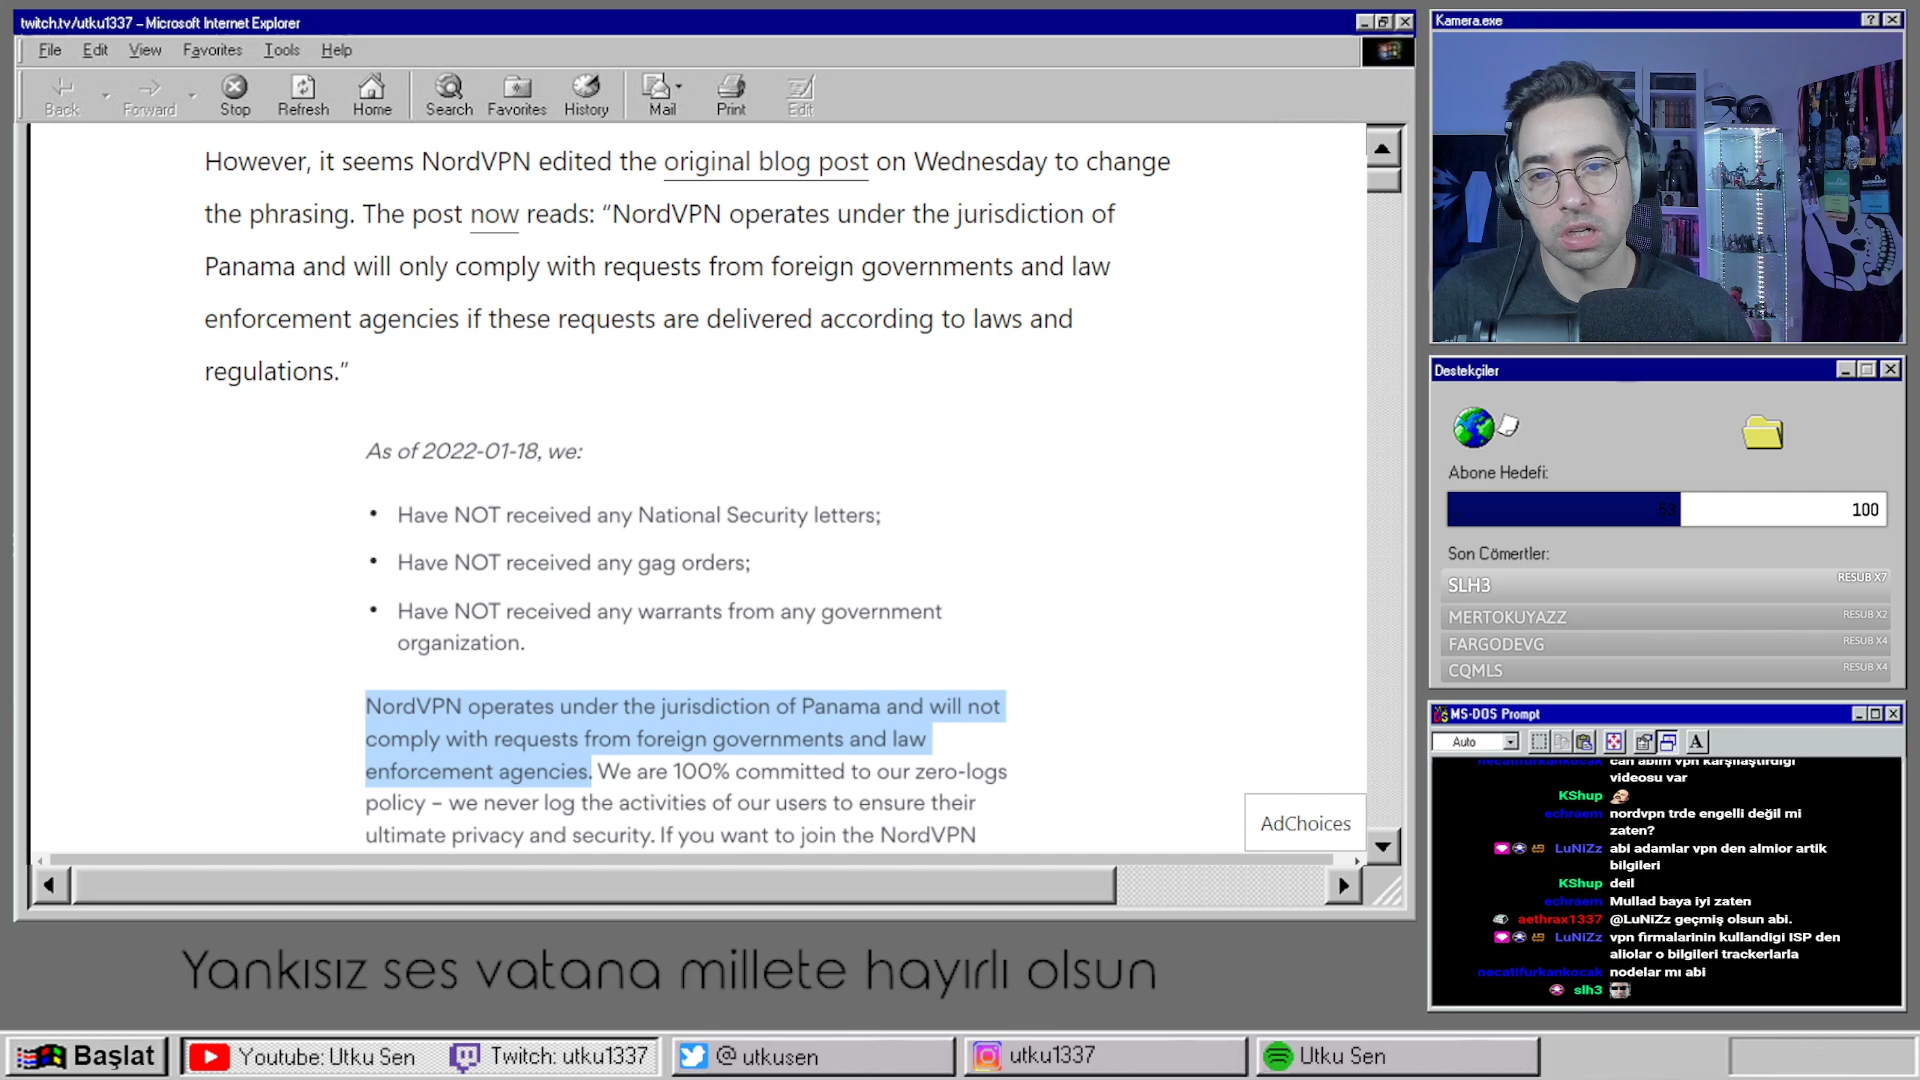 twitch.tv/utku1337 – Microsoft Internet Explorer
File Edit View Favorites Tools Help
Back Forward Stop Refresh Home Search Favorites History Mail Print Edit
However, it seems NordVPN edited the original blog post on Wednesday to change
the phrasing. The post now reads: “NordVPN operates under the jurisdiction of
Panama and will only comply with requests from foreign governments and law
enforcement agencies if these requests are delivered according to laws and
regulations.”
As of 2022-01-18, we:
• Have NOT received any National Security letters;
• Have NOT received any gag orders;
• Have NOT received any warrants from any government
organization.
NordVPN operates under the jurisdiction of Panama and will not
comply with requests from foreign governments and law
enforcement agencies. We are 100% committed to our zero-logs
policy – we never log the activities of our users to ensure their
ultimate privacy and security. If you want to join the NordVPN
AdChoices
Yankısız ses vatana millete hayırlı olsun
Kamera.exe
Destekçiler
Abone Hedefi:
53 100
Son Cömertler:
SLH3 RESUB X7
MERTOKUYAZZ RESUB X2
FARGODEVG RESUB X4
CQMLS RESUB X4
MS-DOS Prompt
Auto
A
necatifurkankocak can abim vpn karşılaştırdığı
videosu var
KShup
echraem nordvpn trde engelli değil mi
zaten?
LuNiZz abi adamlar vpn den almior artik
bilgileri
KShup deil
echraem Mullad baya iyi zaten
aethrax1337 @LuNiZz geçmiş olsun abi.
LuNiZz vpn firmalarinin kullandigi ISP den
aliolar o bilgileri trackerlarla
necatifurkankocak nodelar mı abi
slh3
Başlat
Youtube: Utku Sen
Twitch: utku1337
@utkusen
utku1337
Utku Sen